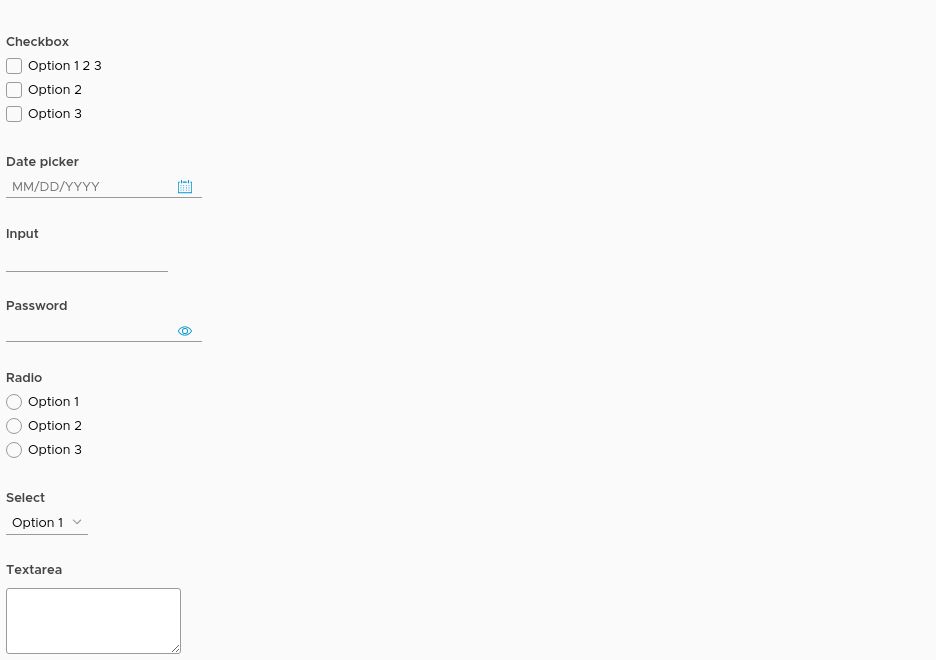 Checkbox
Option 1 2 3
Option 2
Option 3
Date picker
MM/DD/YYYY
Input
Password
Radio
Option 1
Option 2
Option 3
Select
Option 1
Textarea